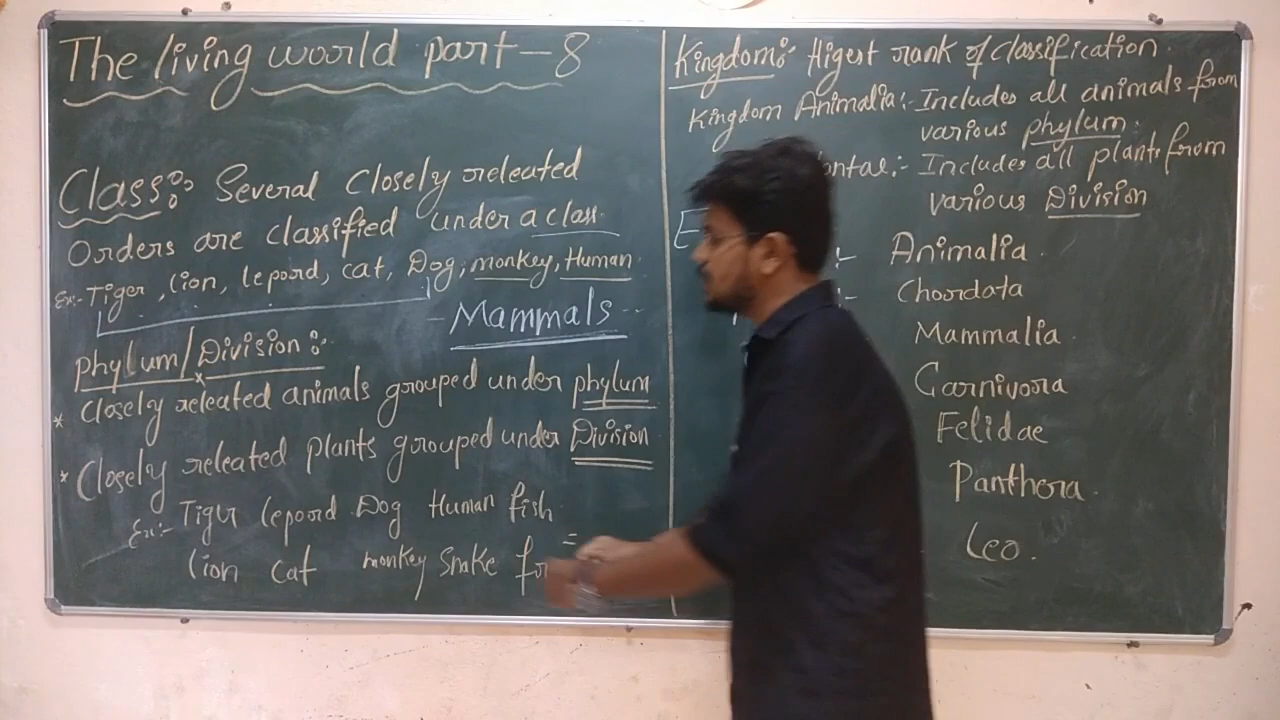 The living world part-8
Class:- Several Closely releated
Orders are classified under a class.
Ex:- Tiger, lion, lepord, cat, Dog, monkey, Human
Mammals
Phylum/Division:-
* Closely releated animals grouped under phylum
* Closely releated plants grouped under Division
Ex:- Tiger lepord Dog Human fish
lion cat monkey Snake
Kingdom:- Higest rank of classification.
Kingdom Animalia:- Includes all animals from
various phylum.
Includes all plants from
various Division
Animalia.
Choordata
Mammalia.
Carnivora
Felidae
Panthera.
Leo.